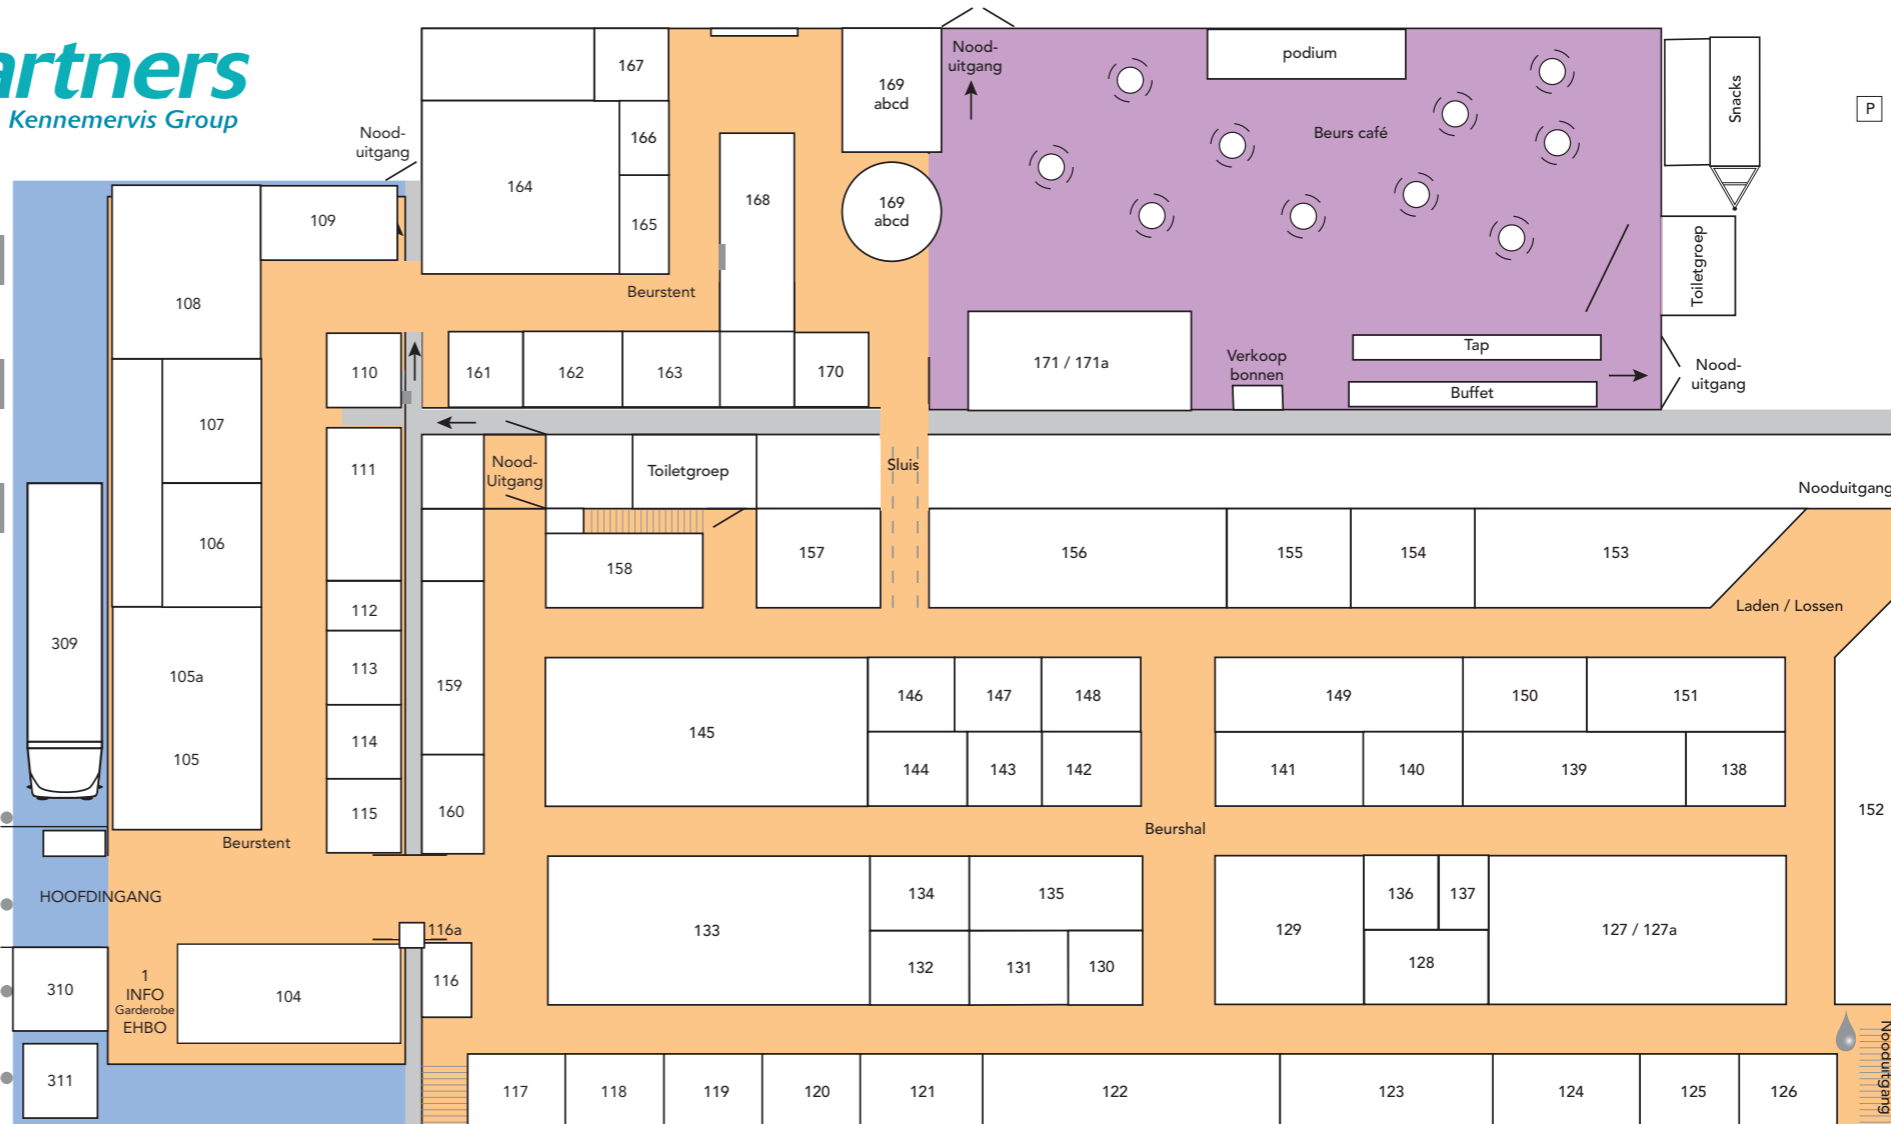 artners
Kennemervis Group
Nood-
uitgang
167
166
164
165
168
169
abcd
169
abcd
Nood-
uitgang
podium
Beurs café
Snacks
P
Toiletgroep
109
108
Beurstent
110
161
162
163
170
171 / 171a
Verkoop
bonnen
Tap
Buffet
Nood-
uitgang
107
111
Nood-
Uitgang
Toiletgroep
Sluis
Nooduitgang
106
158
157
156
155
154
153
Laden / Lossen
112
309
105a
113
159
105
114
115
160
145
146
147
148
144
143
142
149
150
151
141
140
139
138
152
Beurstent
Beurshal
HOOFDINGANG
116a
116
133
134
135
132
131
130
129
136
137
128
127 / 127a
310
1
INFO
Garderobe
EHBO
104
311
117
118
119
120
121
122
123
124
125
126
Nooduitgang